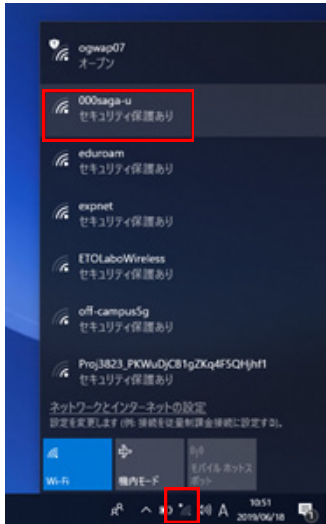 ogwap07
オープン
000saga-u
セキュリティ保護あり
eduroam
セキュリティ保護あり
expnet
セキュリティ保護あり
ETOLaboWireless
セキュリティ保護あり
off-campus5g
セキュリティ保護あり
Proj3823_PKWuDjCB1gZKq4F5QHjhf1
セキュリティ保護あり
ネットワークとインターネットの設定
設定を変更します (例: 接続を従量制課金接続に設定する)。
Wi-Fi
機内モード
モバイル ホットスポット
A
10:51
2019/06/18